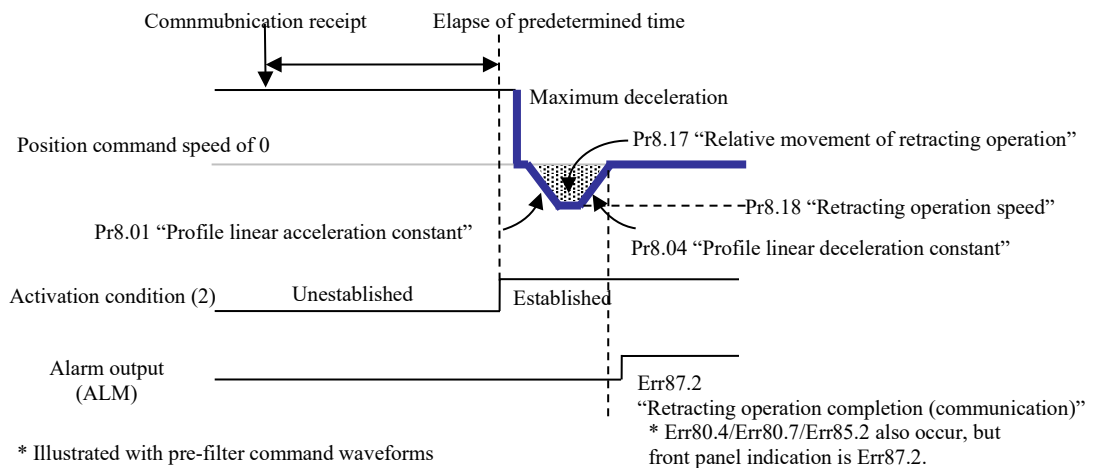 Comnmubnication receipt
Elapse of predetermined time
Maximum deceleration
Pr8.17 “Relative movement of retracting operation”
Position command speed of 0
Pr8.18 “Retracting operation speed”
Pr8.01 “Profile linear acceleration constant”
Pr8.04 “Profile linear deceleration constant”
Activation condition (2)
Unestablished
Established
Alarm output
(ALM)
Err87.2
“Retracting operation completion (communication)”
* Err80.4/Err80.7/Err85.2 also occur, but
front panel indication is Err87.2.
* Illustrated with pre-filter command waveforms